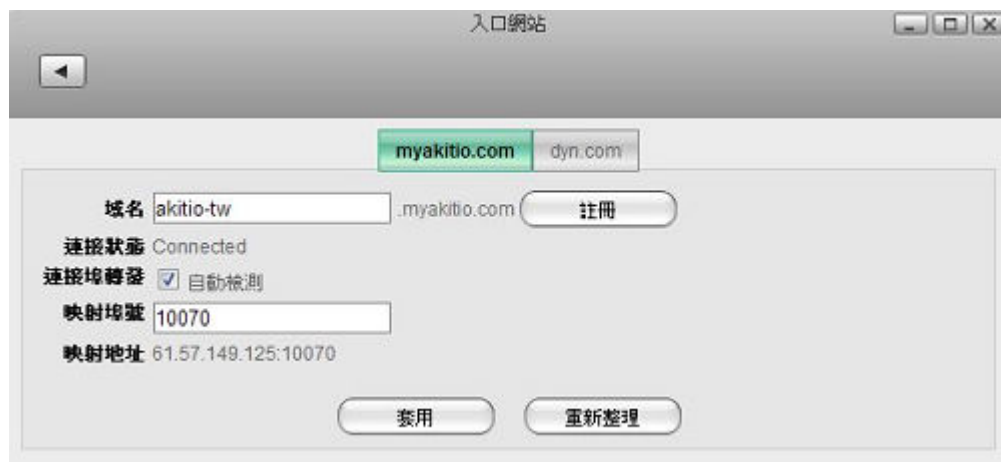 入口網站
myakitio.com dyn.com
域名 akitio-tw .myakitio.com 註冊
連接狀態 Connected
連接埠轉發 自動檢測
映射埠號 10070
映射地址 61.57.149.125:10070
套用 重新整理